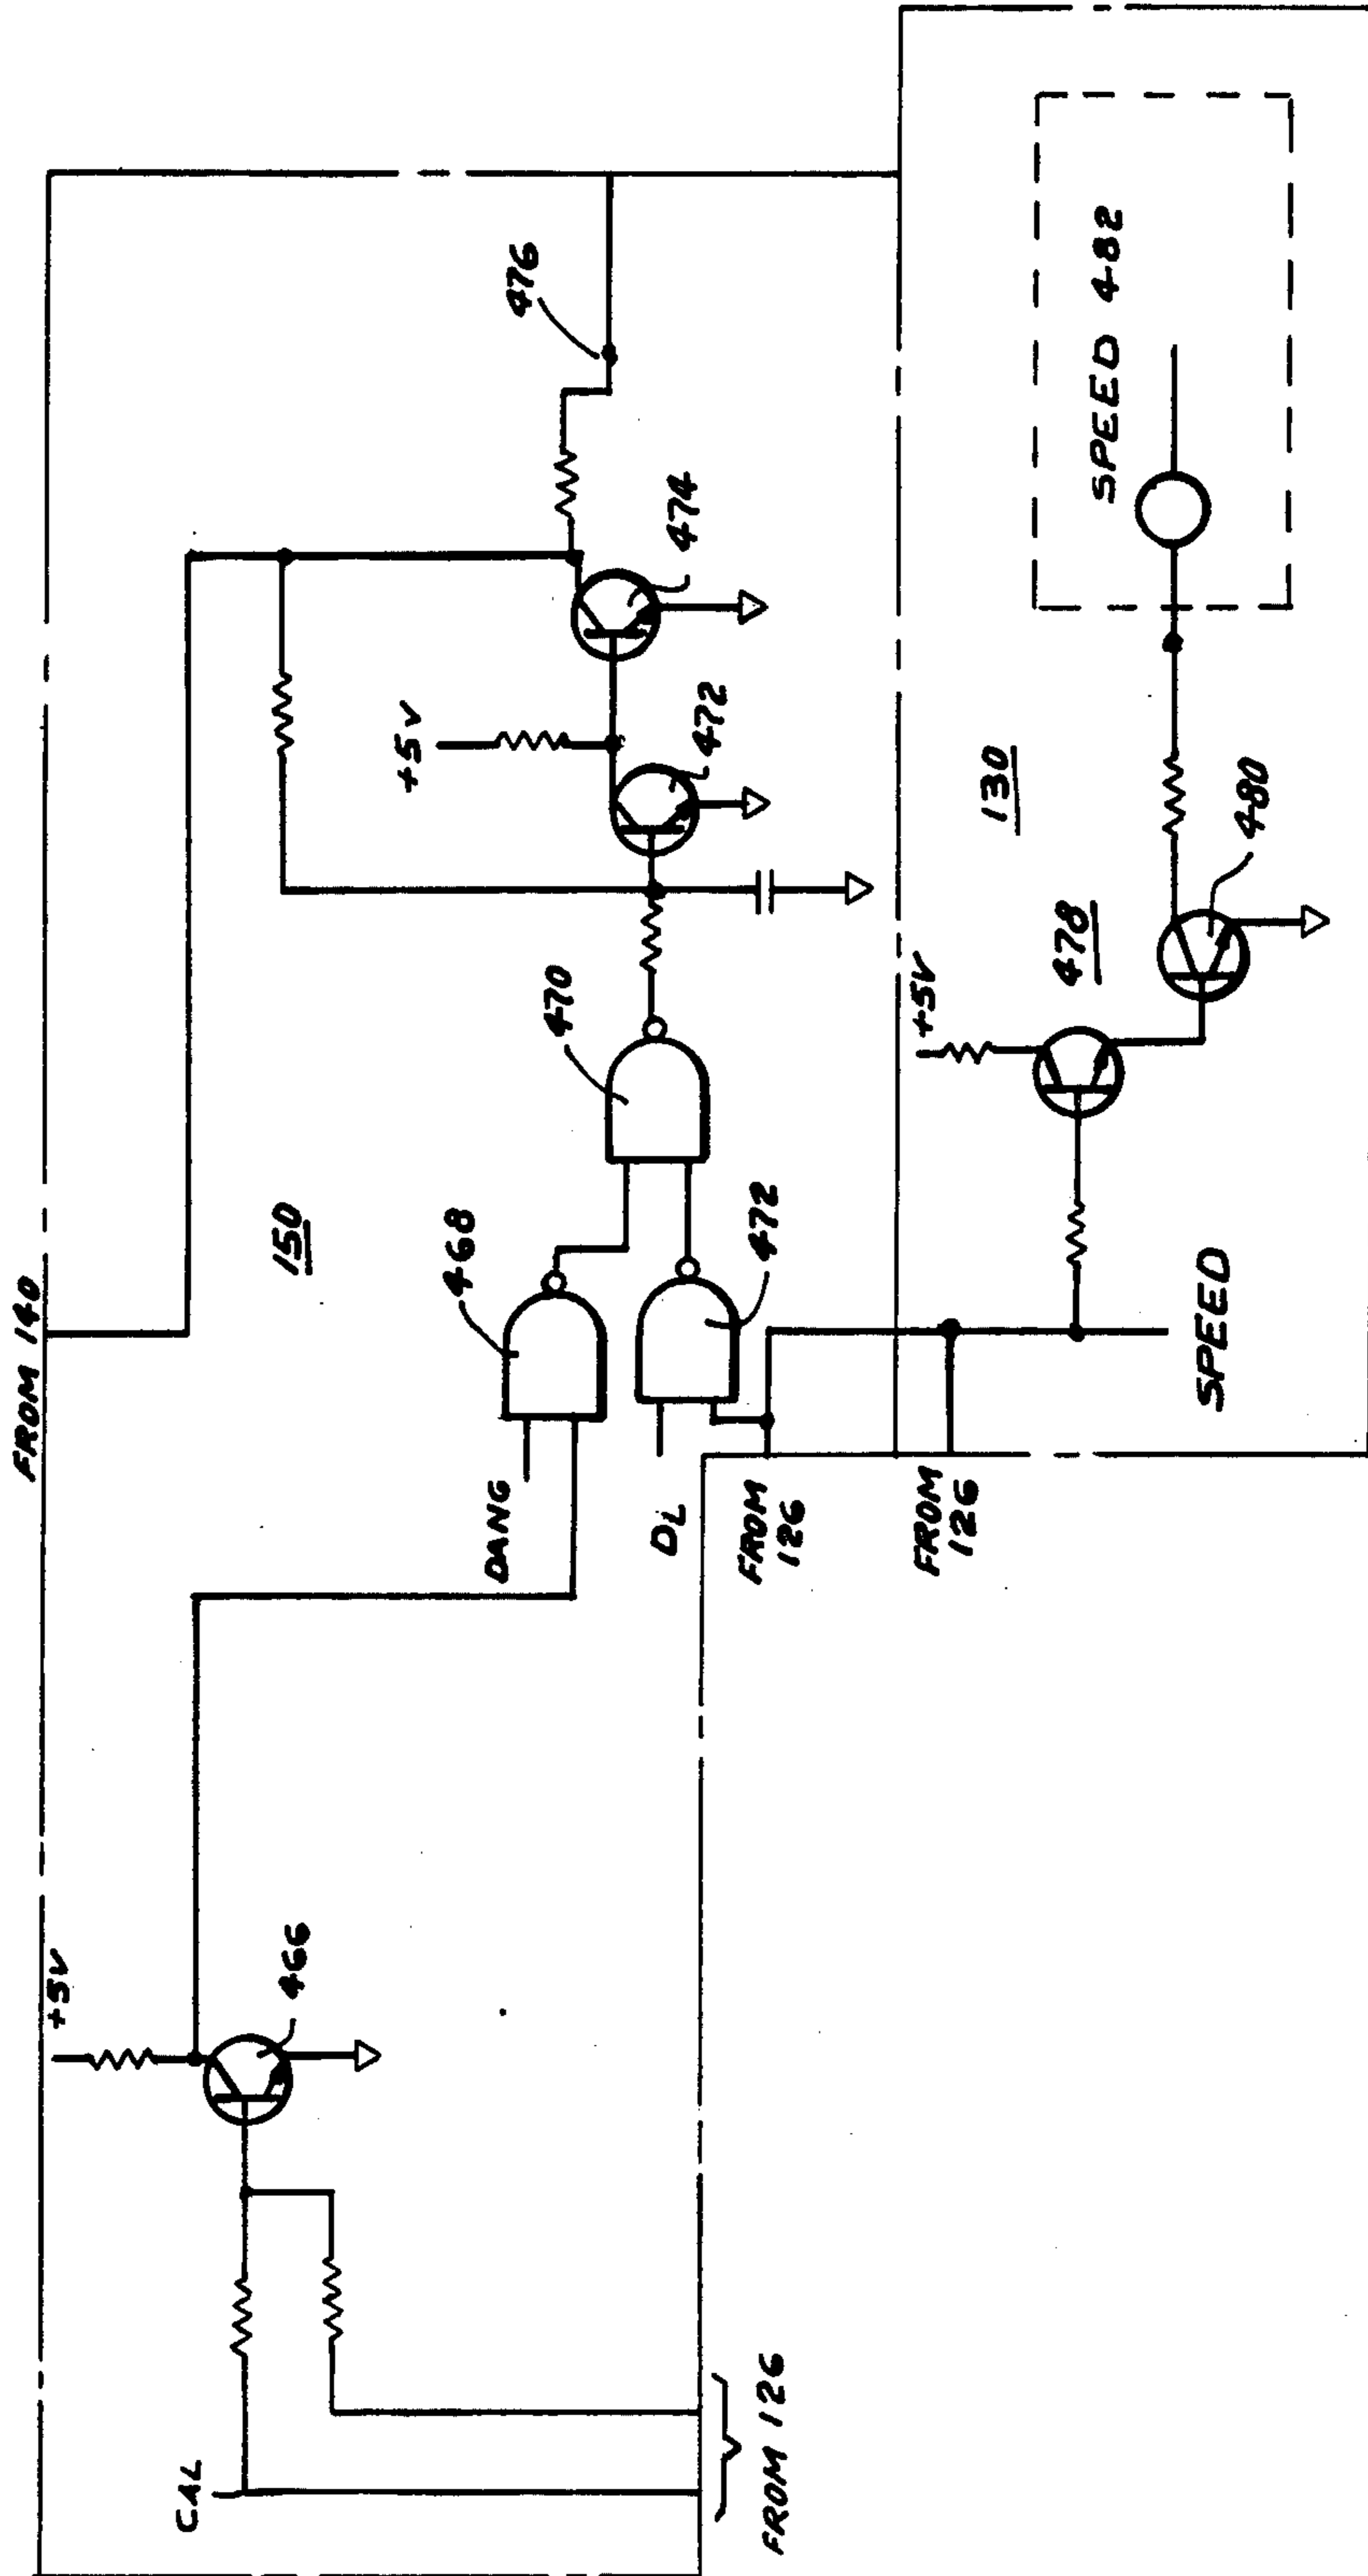 FROM 140
+5V
466
CAL
FROM 126
150
DANG
468
470
DL
472
FROM
126
+5V
472
474
476
FROM
126
SPEED
+5V
478
480
130
SPEED 482